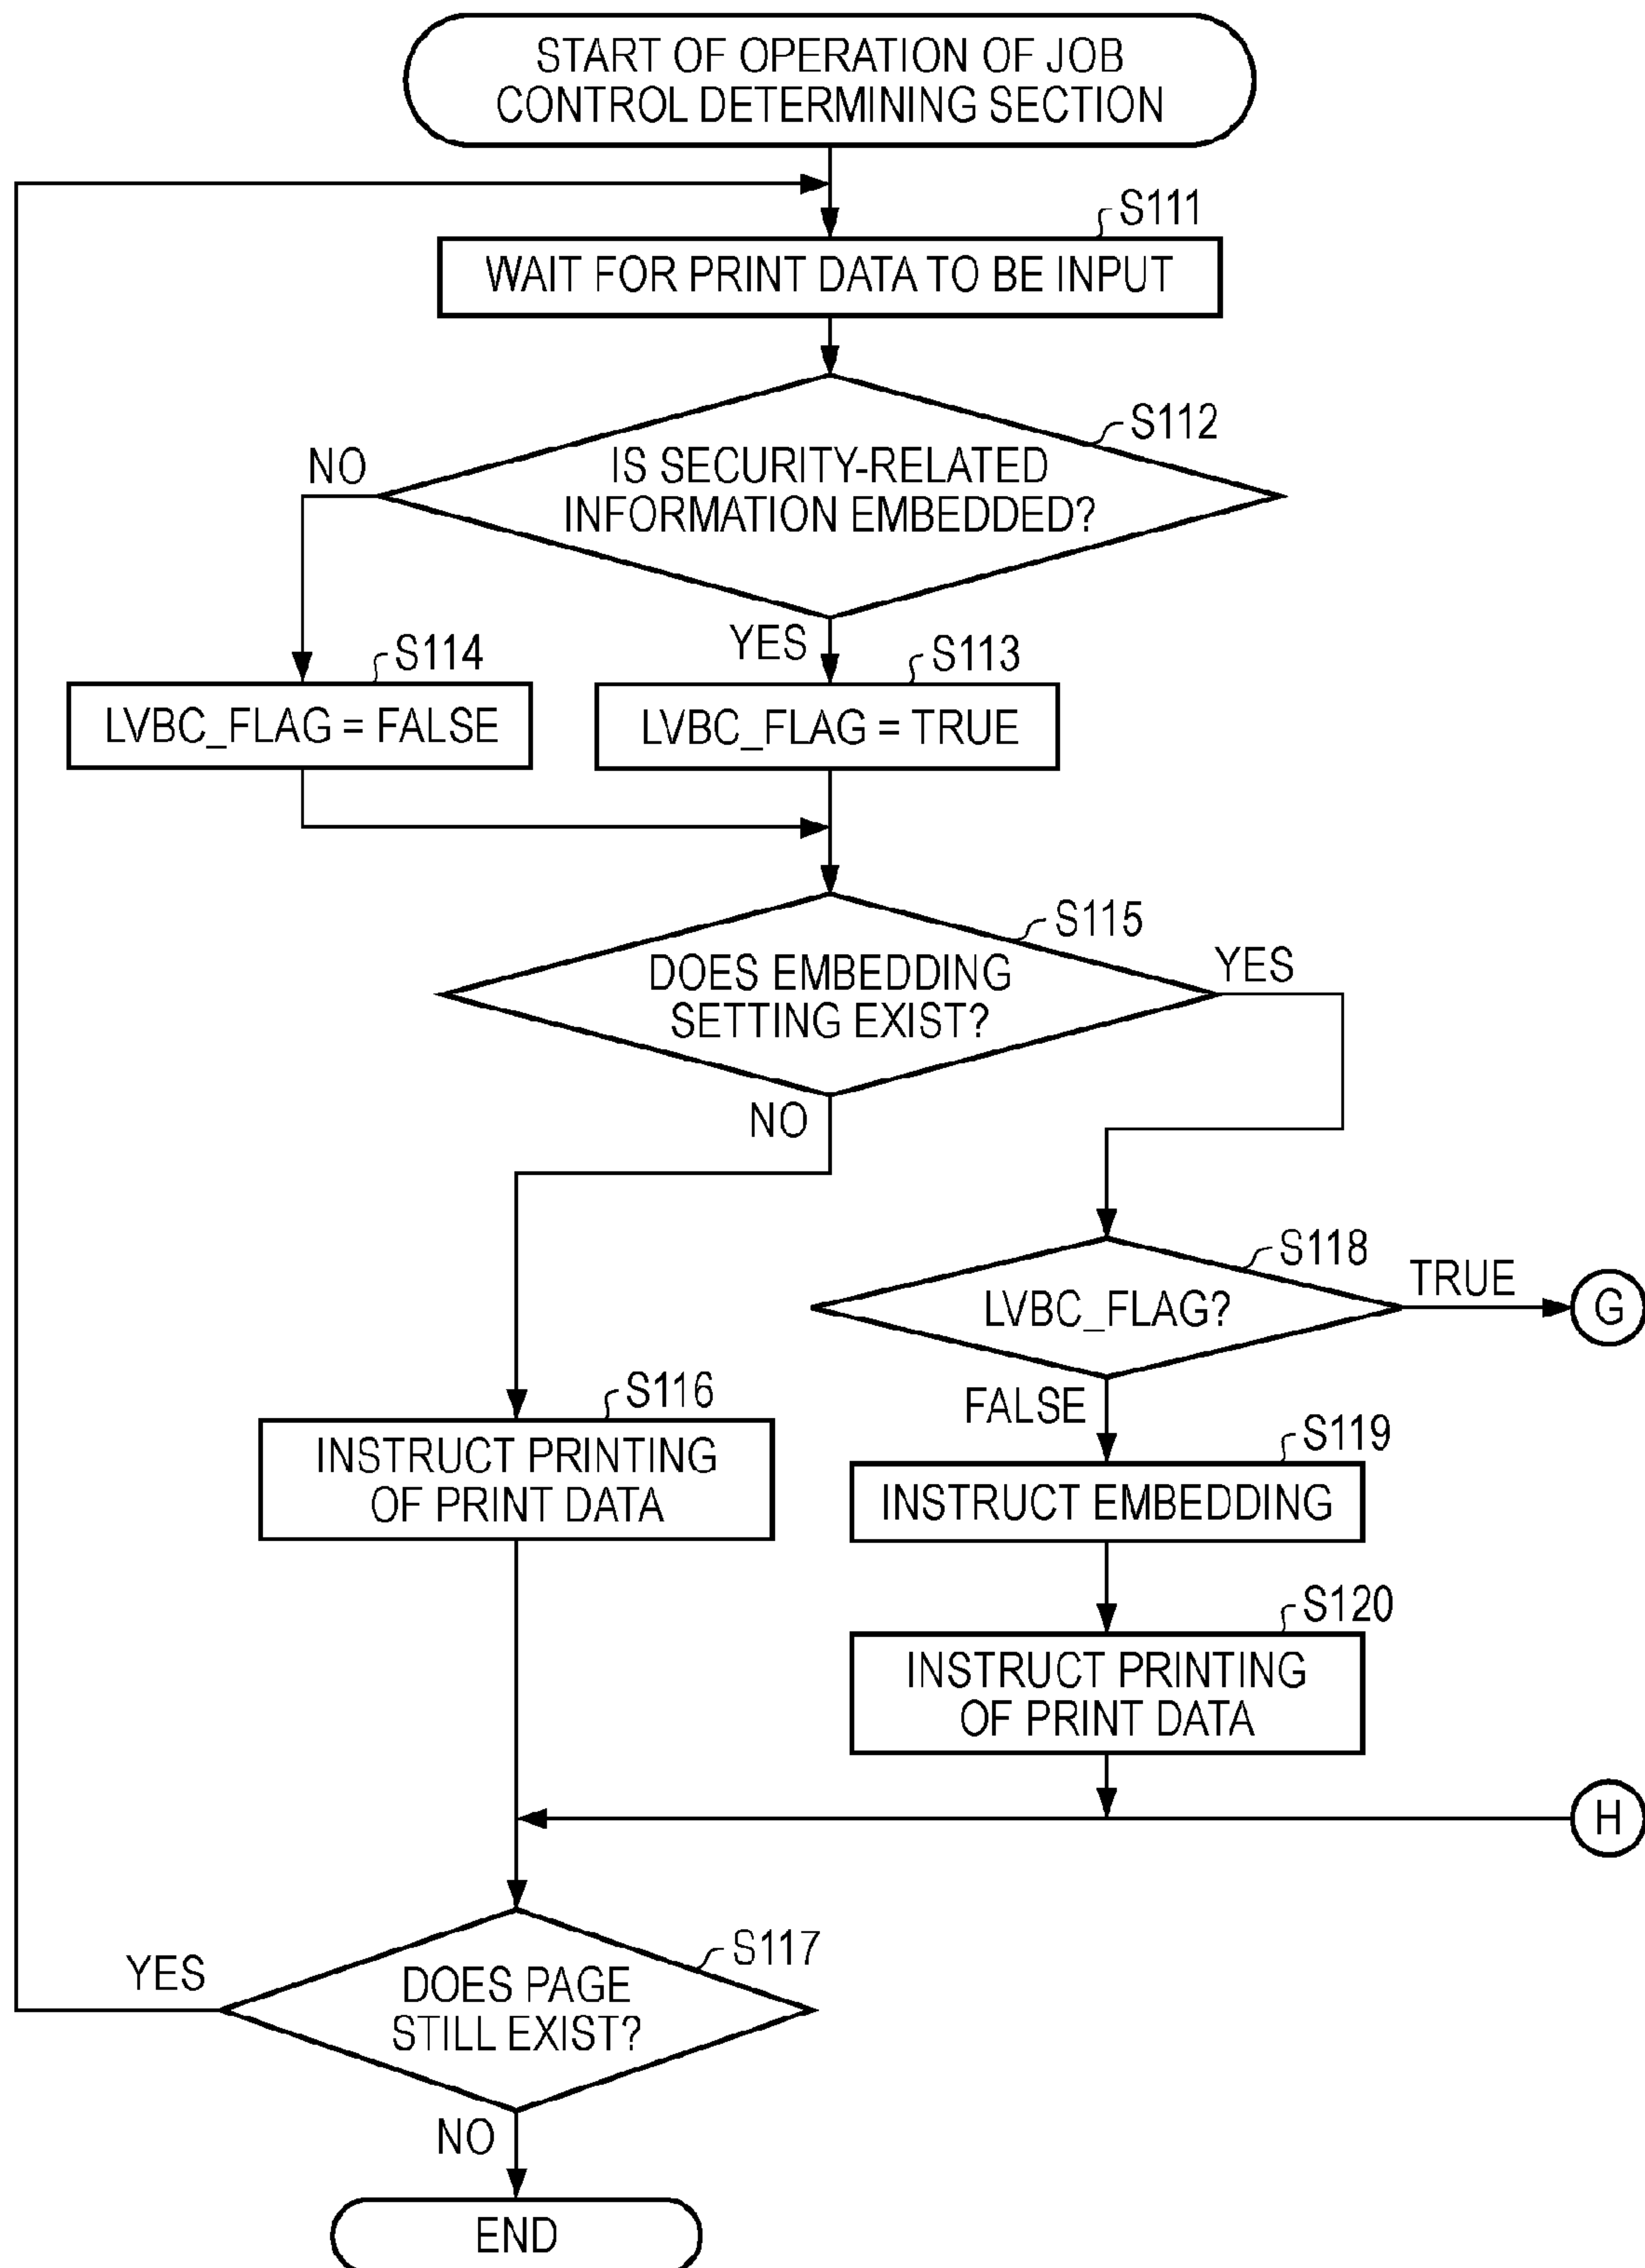 START OF OPERATION OF JOB
CONTROL DETERMINING SECTION
S111
WAIT FOR PRINT DATA TO BE INPUT
S112
NO
IS SECURITY-RELATED
INFORMATION EMBEDDED?
YES
S114
S113
LVBC_FLAG = FALSE
LVBC_FLAG = TRUE
S115
DOES EMBEDDING
SETTING EXIST?
YES
NO
S118
LVBC_FLAG?
TRUE
G
FALSE
S116
INSTRUCT PRINTING
OF PRINT DATA
S119
INSTRUCT EMBEDDING
S120
INSTRUCT PRINTING
OF PRINT DATA
H
S117
YES
DOES PAGE
STILL EXIST?
NO
END